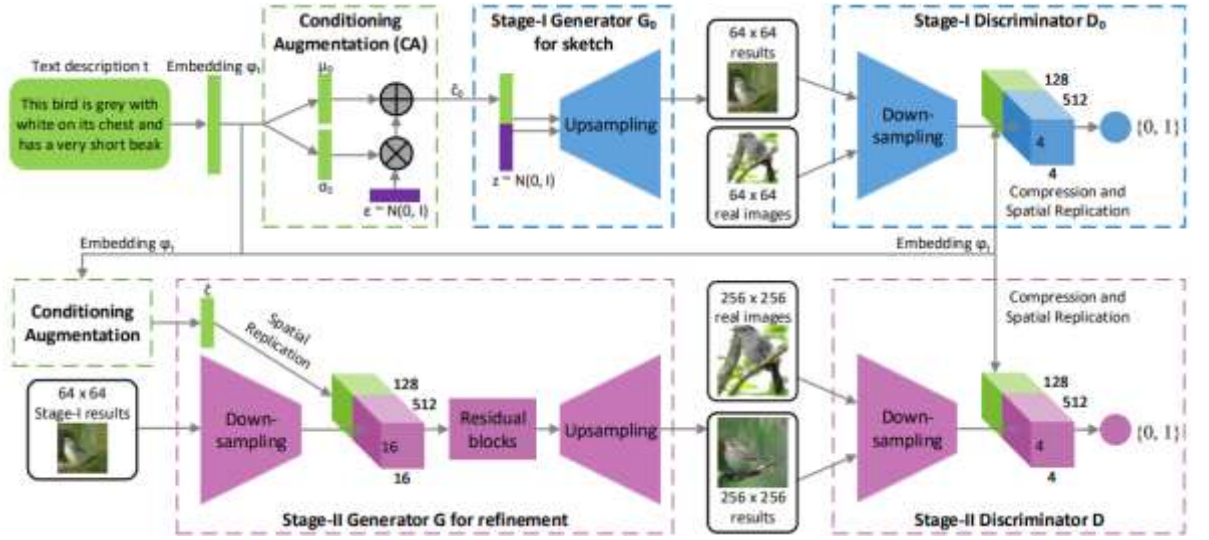 Conditioning
Augmentation (CA)
Stage-I Generator G₀
for sketch
64 x 64
results
Stage-I Discriminator D₀
Text description t
Embedding φₜ
μ₀
128
512
This bird is grey with
white on its chest and
has a very short beak
ĉ₀
Upsampling
Down-
sampling
4
{0, 1}
4
σ₀
z ~ N(0, I)
ε ~ N(0, I)
64 x 64
real images
Compression and
Spatial Replication
Embedding φₜ
Embedding φₜ
Conditioning
Augmentation
ĉ
Spatial
Replication
256 x 256
real images
Compression and
Spatial Replication
64 x 64
Stage-I results
128
512
128
512
Down-
sampling
16
16
Residual
blocks
Upsampling
Down-
sampling
4
4
{0, 1}
256 x 256
results
Stage-II Generator G for refinement
Stage-II Discriminator D